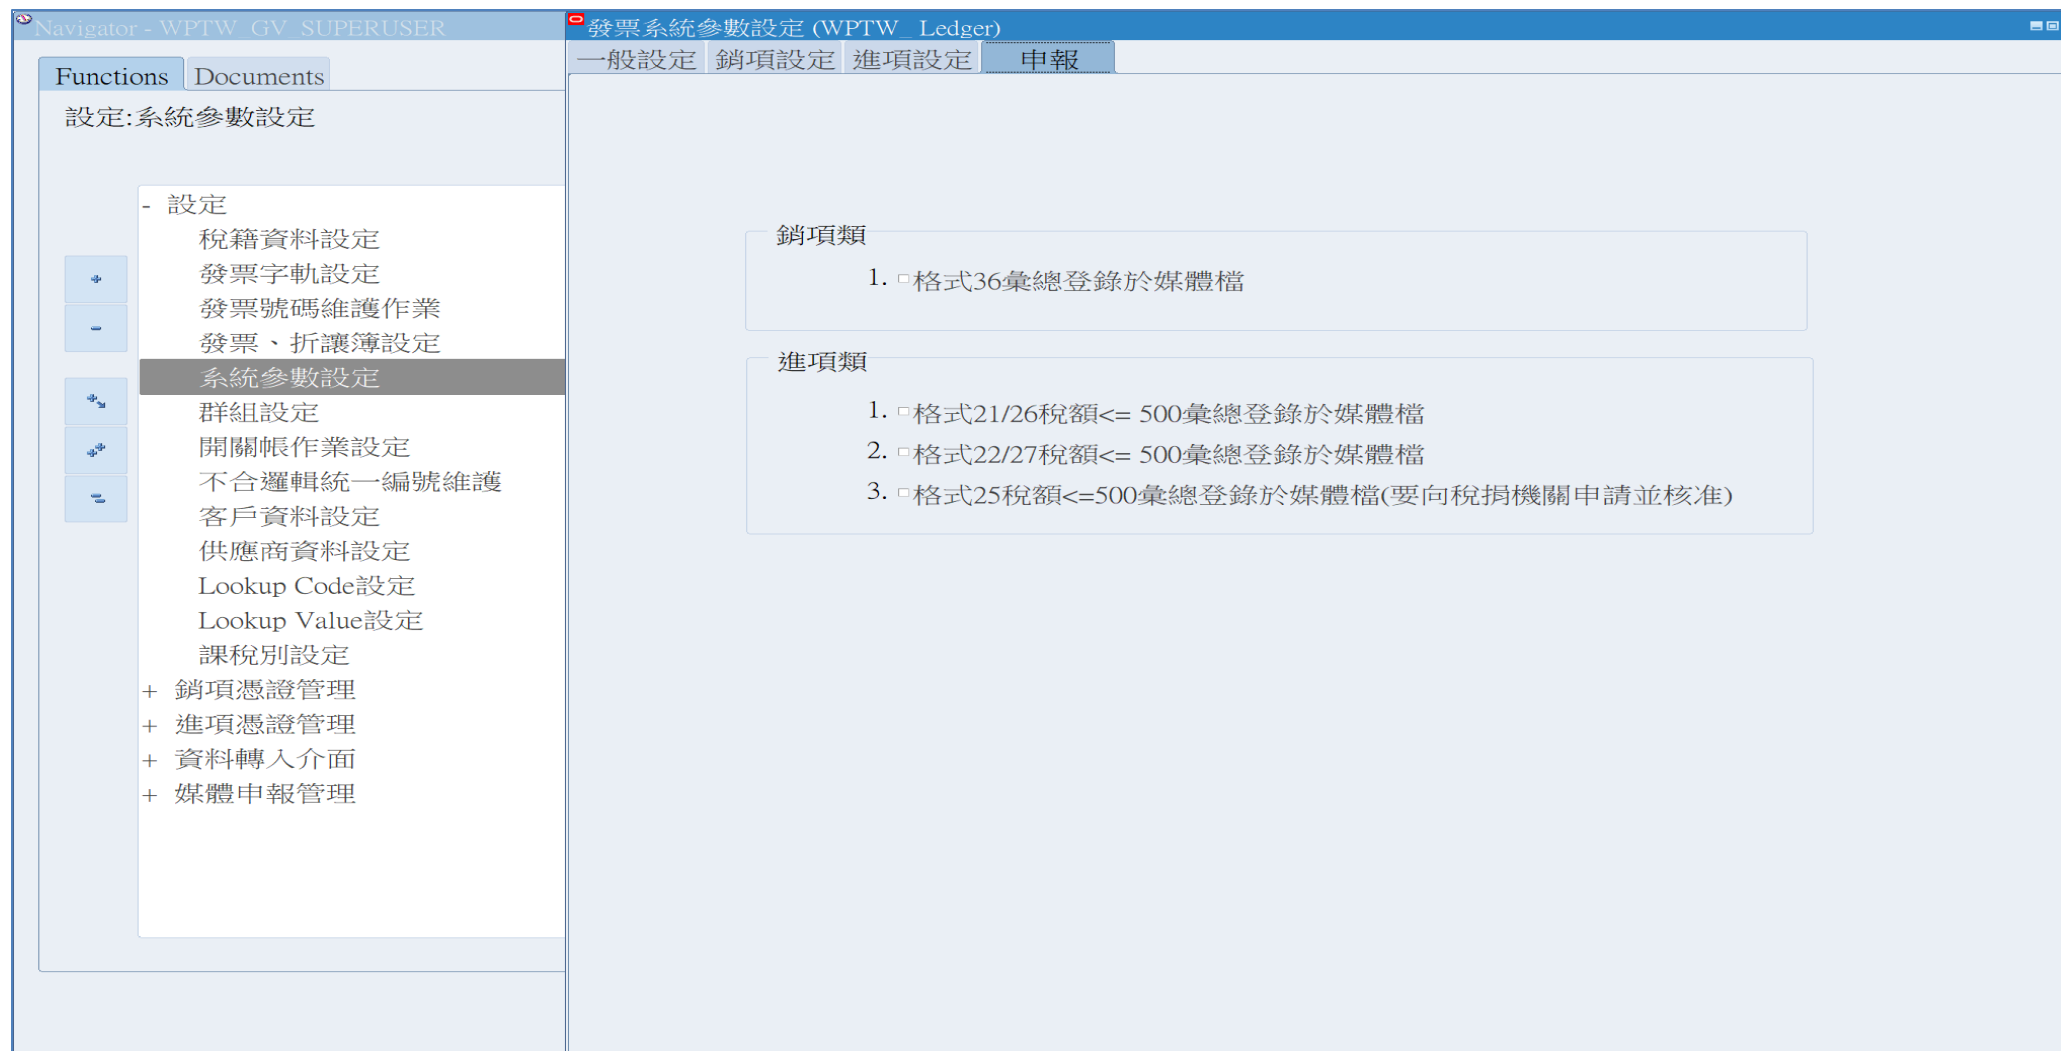 Navigator - WPTW_GV_SUPERUSER
Functions
Documents
設定:系統參數設定
- 設定
稅籍資料設定
發票字軌設定
發票號碼維護作業
發票、折讓簿設定
系統參數設定
群組設定
開關帳作業設定
不合邏輯統一編號維護
客戶資料設定
供應商資料設定
Lookup Code設定
Lookup Value設定
課稅別設定
+ 銷項憑證管理
+ 進項憑證管理
+ 資料轉入介面
+ 媒體申報管理
發票系統參數設定 (WPTW_ Ledger)
一般設定
銷項設定
進項設定
申報
銷項類
1. 格式36彙總登錄於媒體檔
進項類
1. 格式21/26稅額<= 500彙總登錄於媒體檔
2. 格式22/27稅額<= 500彙總登錄於媒體檔
3. 格式25稅額<=500彙總登錄於媒體檔(要向稅捐機關申請並核准)